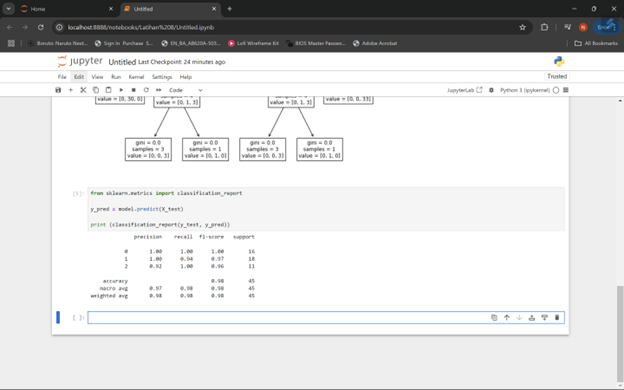 Home
Untitled
localhost:8888/notebooks/Latihan%208/Untitled.ipynb
Boruto Naruto Next...
Sign In Purchase S...
EN_BA_AB620A-S03...
Lofi Wireframe Kit
BIOS Master Passwo...
Adobe Acrobat
All Bookmarks
jupyter Untitled Last Checkpoint: 24 minutes ago
File Edit View Run Kernel Settings Help
Trusted
Code
JupyterLab
Python 3 (ipykernel)
value = [0, 30, 0]
value = [0, 1, 3]
value = [0, 1, 3]
value = [0, 0, 33]
gini = 0.0
samples = 3
value = [0, 0, 3]
gini = 0.0
samples = 1
value = [0, 1, 0]
gini = 0.0
samples = 3
value = [0, 0, 3]
gini = 0.0
samples = 1
value = [0, 1, 0]
from sklearn.metrics import classification_report
y_pred = model.predict(X_test)
print (classification_report(y_test, y_pred))
precision recall f1-score support
0 1.00 1.00 1.00 16
1 1.00 0.94 0.97 18
2 0.92 1.00 0.96 11
accuracy 0.98 45
macro avg 0.97 0.98 0.98 45
weighted avg 0.98 0.98 0.98 45
[ ]: